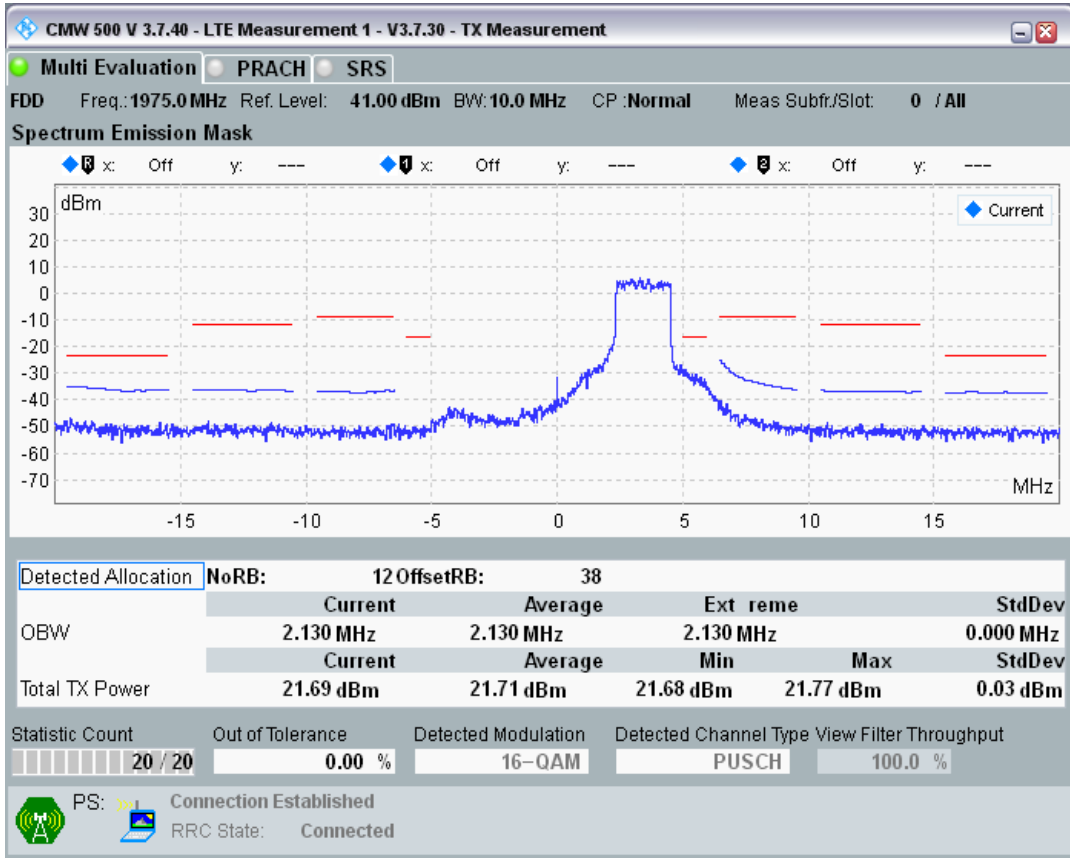 CMW 500 V 3.7.40 - LTE Measurement 1 - V3.7.30 - TX Measurement
Multi Evaluation PRACH SRS
FDD Freq.: 1975.0 MHz Ref. Level: 41.00 dBm BW: 10.0 MHz CP :Normal Meas Subfr./Slot: 0 / All
Spectrum Emission Mask
R x: Off y: --- 1 x: Off y: --- 2 x: Off y: ---
dBm
Current
30
20
10
0
-10
-20
-30
-40
-50
-60
-70
MHz
-15 -10 -5 0 5 10 15
Detected Allocation NoRB: 12 OffsetRB: 38
Current Average Ext reme StdDev
OBW 2.130 MHz 2.130 MHz 2.130 MHz 0.000 MHz
Current Average Min Max StdDev
Total TX Power 21.69 dBm 21.71 dBm 21.68 dBm 21.77 dBm 0.03 dBm
Statistic Count Out of Tolerance Detected Modulation Detected Channel Type View Filter Throughput
20 / 20 0.00 % 16-QAM PUSCH 100.0 %
PS: Connection Established
RRC State: Connected